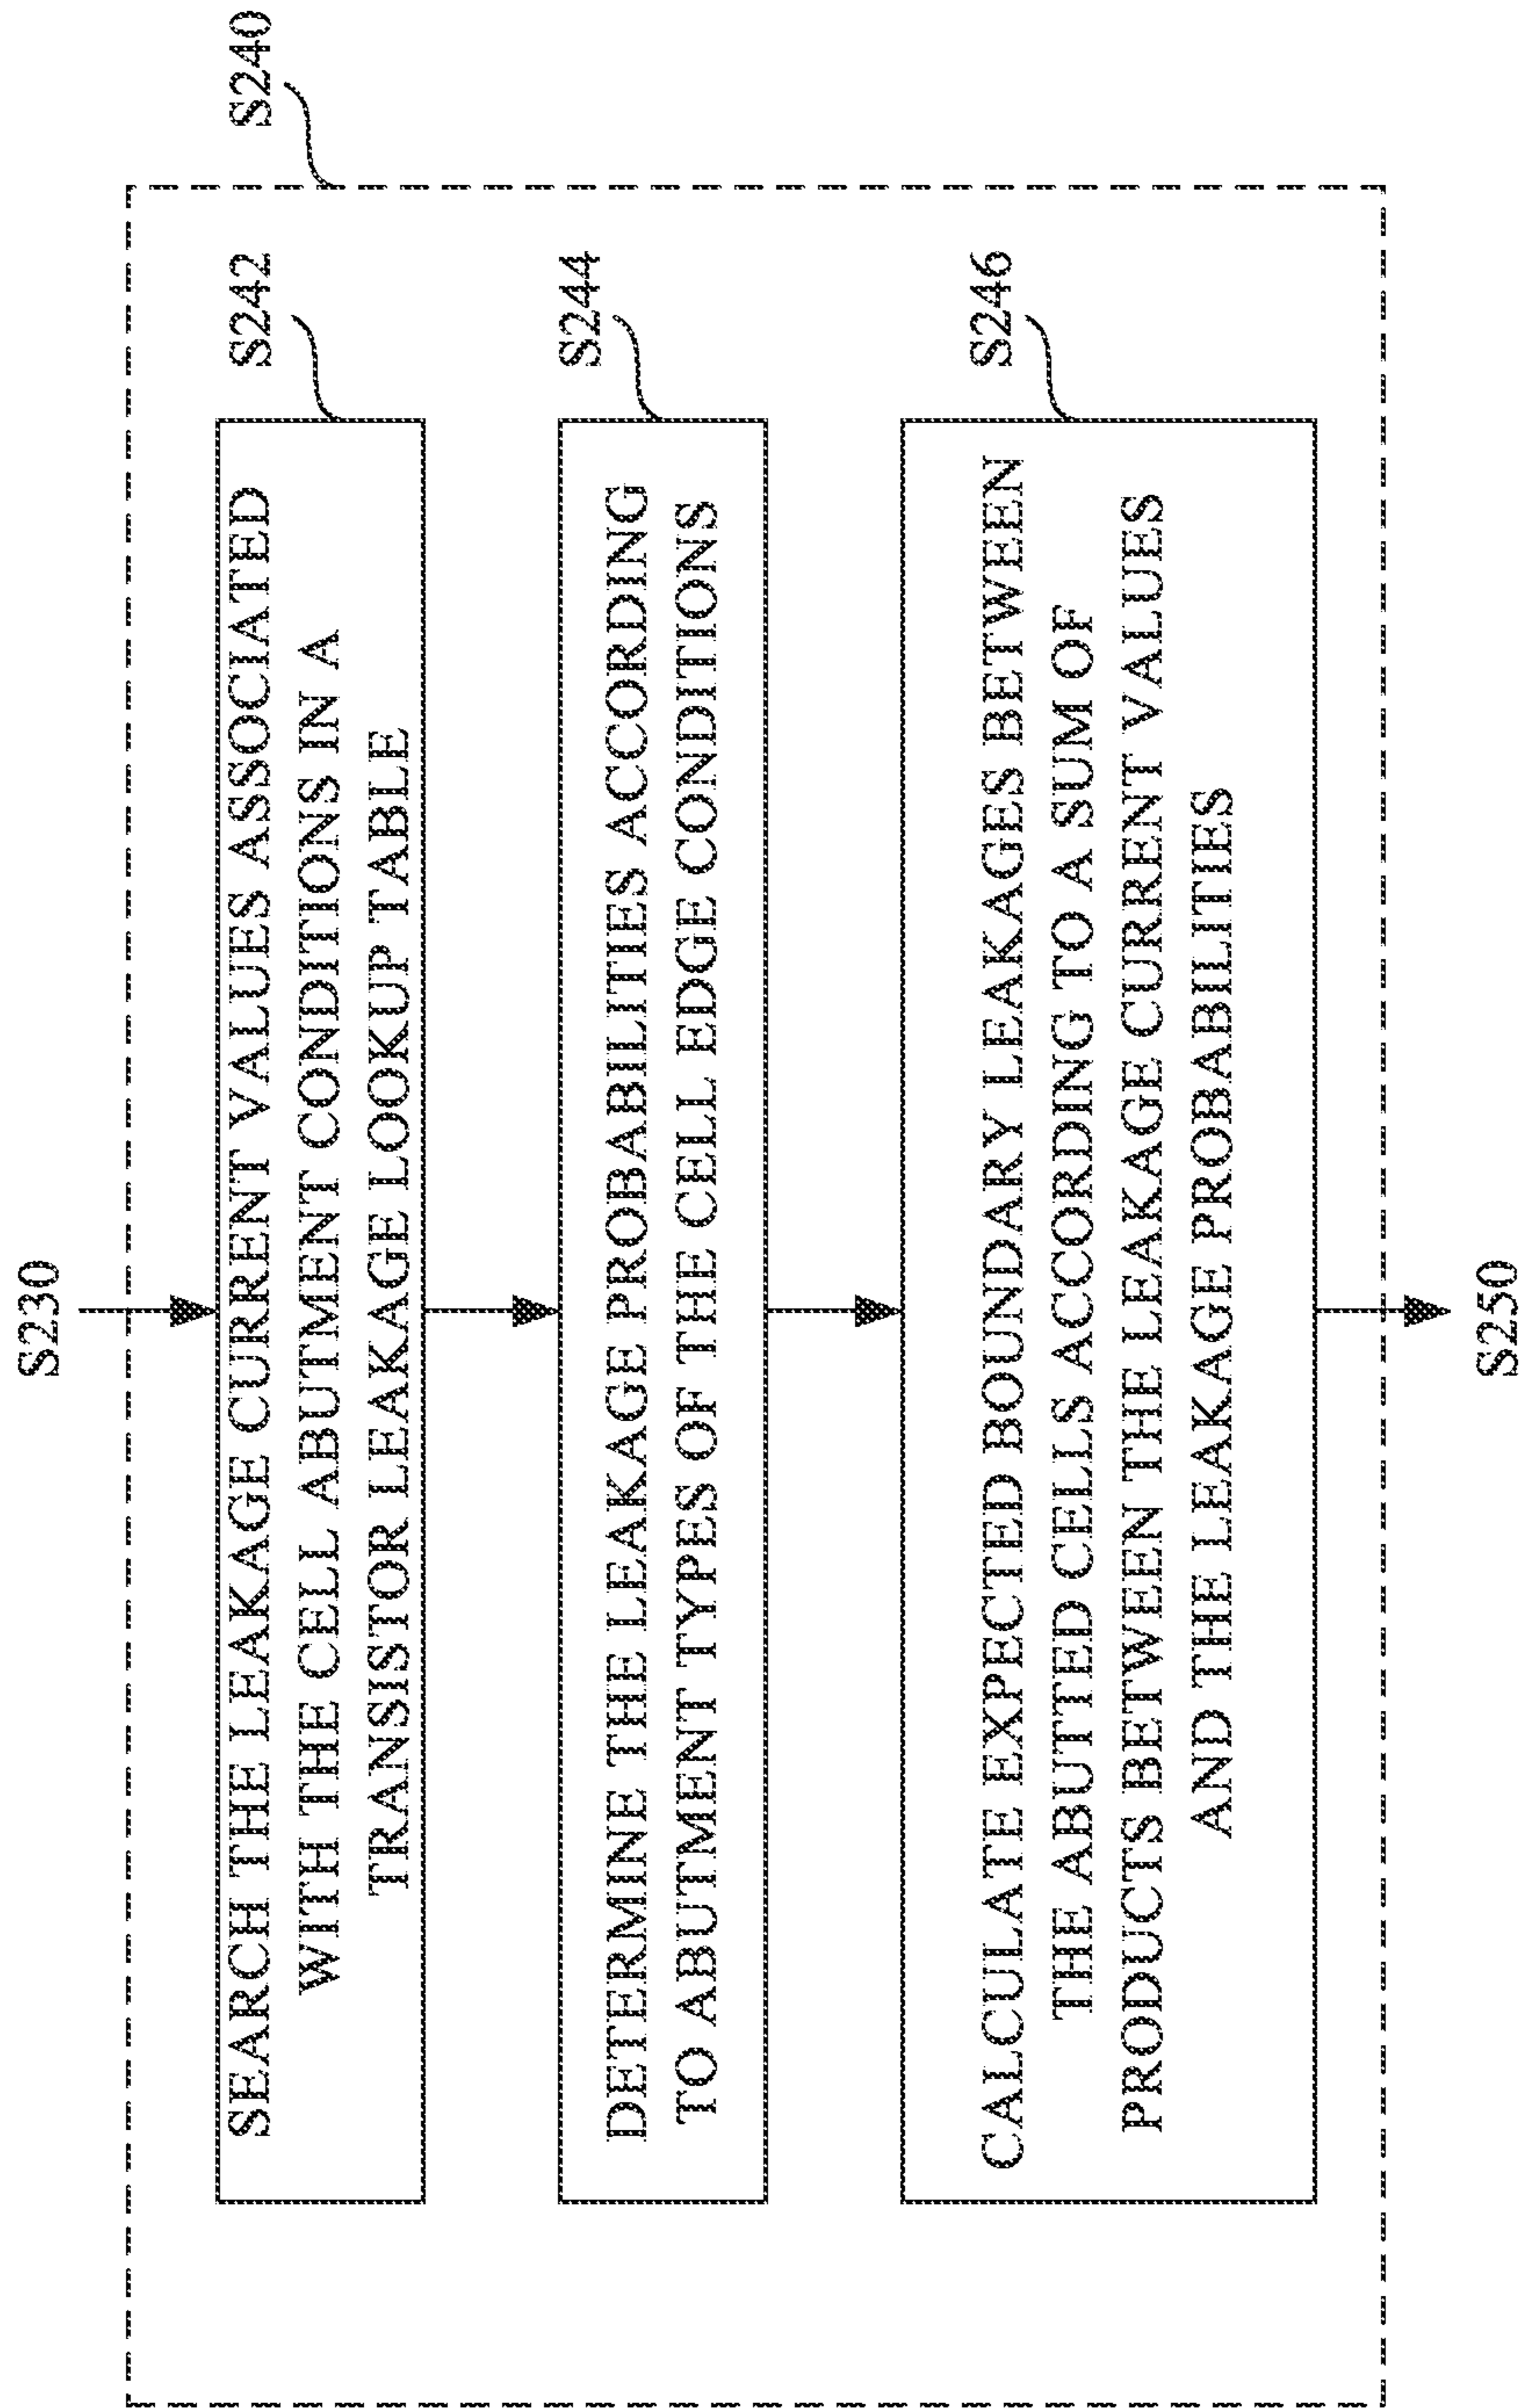 S230
S240
S242
SEARCH THE LEAKAGE CURRENT VALUES ASSOCIATED
WITH THE CELL ABUTMENT CONDITIONS IN A
TRANSISTOR LEAKAGE LOOKUP TABLE
S244
DETERMINE THE LEAKAGE PROBABILITIES ACCORDING
TO ABUTMENT TYPES OF THE CELL EDGE CONDITIONS
S246
CALCULATE EXPECTED BOUNDARY LEAKAGES BETWEEN
THE ABUTTED CELLS ACCORDING TO A SUM OF
PRODUCTS BETWEEN THE LEAKAGE CURRENT VALUES
AND THE LEAKAGE PROBABILITIES
S250